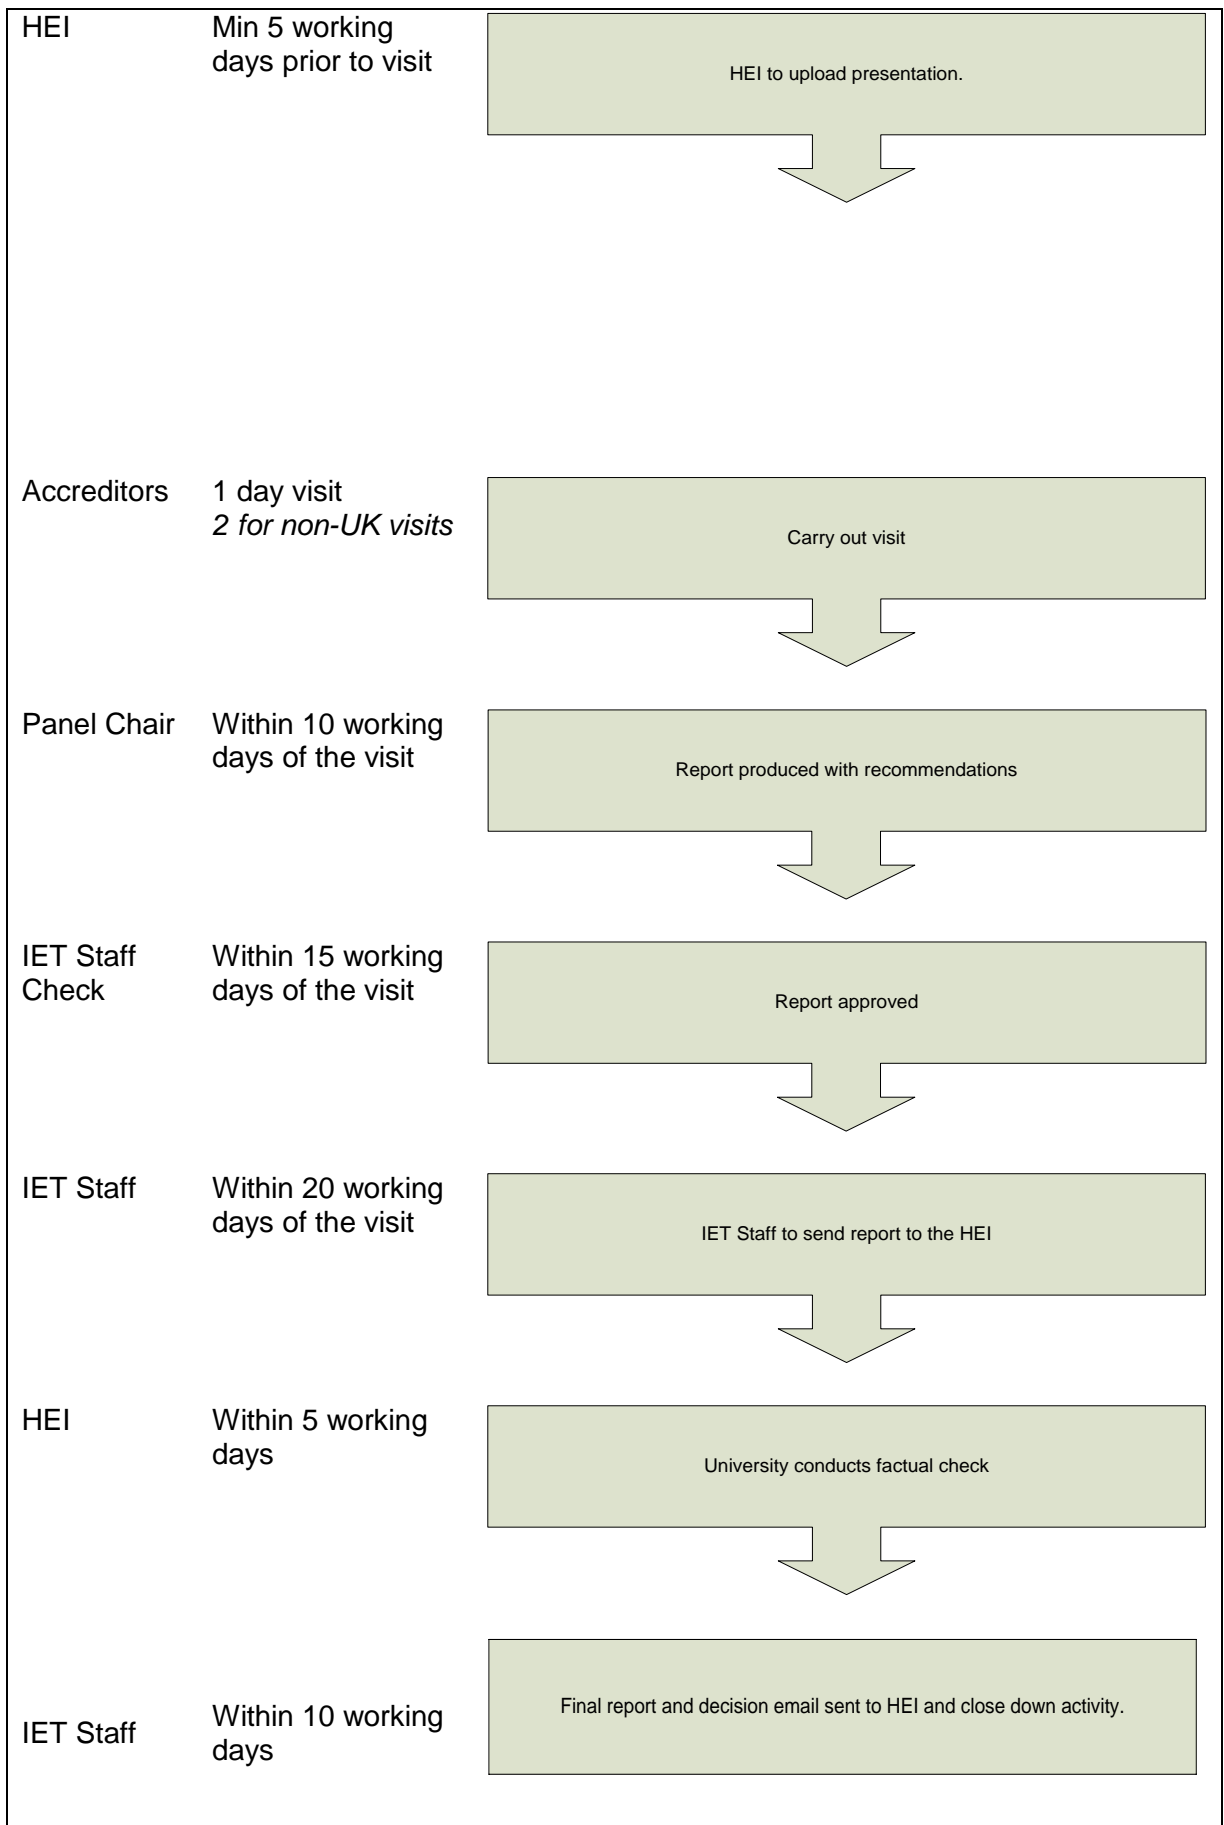 HEI
Min 5 working
days prior to visit
HEI to upload presentation.
Accreditors
1 day visit
2 for non-UK visits
Carry out visit
Panel Chair
Within 10 working
days of the visit
Report produced with recommendations
IET Staff
Check
Within 15 working
days of the visit
Report approved
IET Staff
Within 20 working
days of the visit
IET Staff to send report to the HEI
HEI
Within 5 working
days
University conducts factual check
IET Staff
Within 10 working
days
Final report and decision email sent to HEI and close down activity.